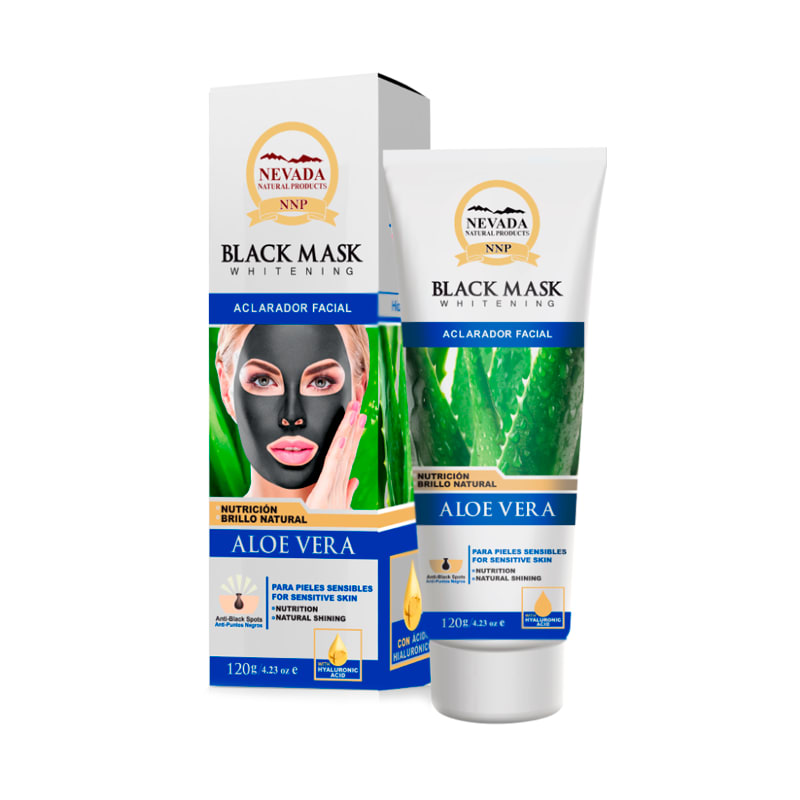 NEVADA
NATURAL PRODUCTS
NNP
BLACK MASK
WHITENING
ACLARADOR FACIAL
NUTRICIÓN
BRILLO NATURAL
ALOE VERA
Anti-Black Spots
Anti-Puntos Negros
PARA PIELES SENSIBLES
FOR SENSITIVE SKIN
NUTRITION
NATURAL SHINING
120g/4.23 oz e
WITH
HYALURONIC
ACID
CON ÁCIDO
HIALURÓNICO
NEVADA
NATURAL PRODUCTS
NNP
BLACK MASK
WHITENING
ACLARADOR FACIAL
NUTRICIÓN
BRILLO NATURAL
ALOE VERA
Anti-Black Spots
Anti-Puntos Negros
PARA PIELES SENSIBLES
FOR SENSITIVE SKIN
NUTRITION
NATURAL SHINING
120g/4.23 oz e
WITH
HYALURONIC
ACID